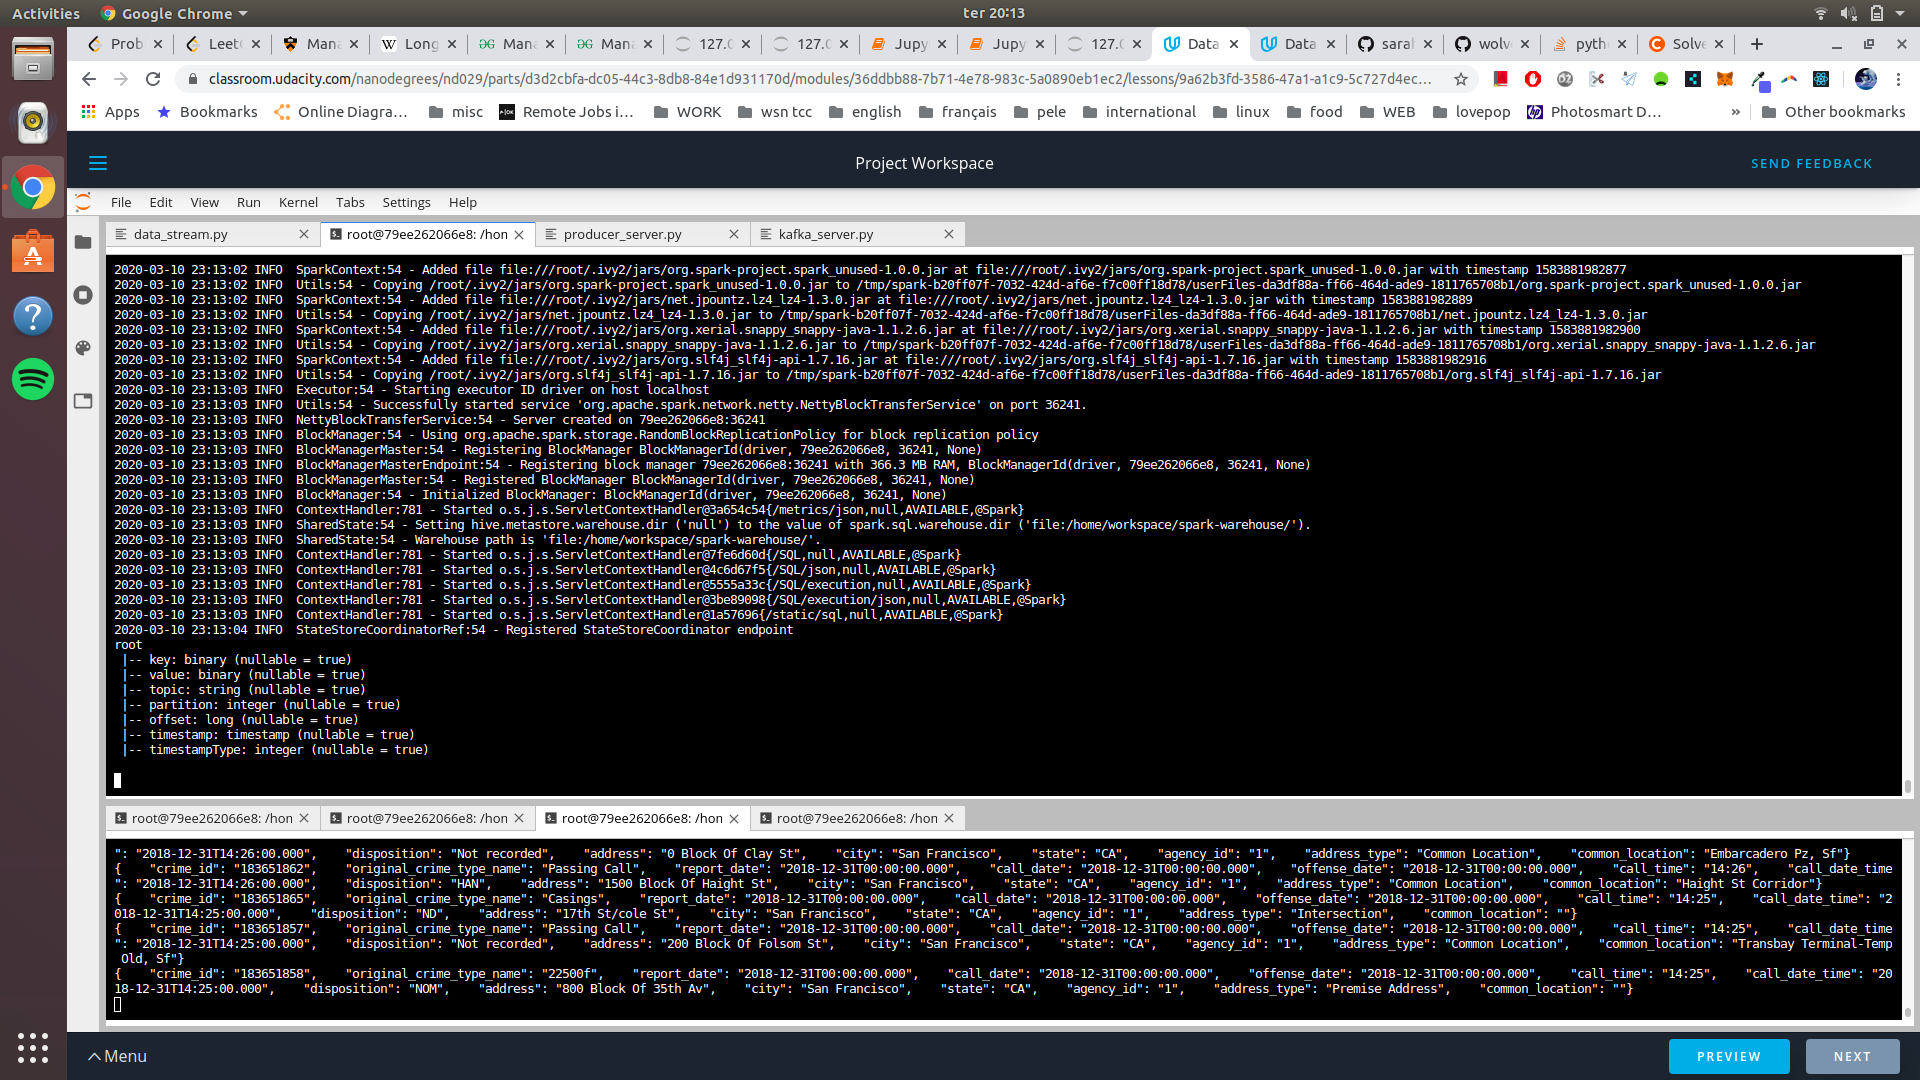 Activities Google Chrome ter 20:13
Prob LeetC Mana Long Mana Mana 127.0 127.0 Jupy Jupy 127.0 Data Data sarah wolv pyth Solve
classroom.udacity.com/nanodegrees/nd029/parts/d3d2cbfa-dc05-44c3-8db8-84e1d931170d/modules/36ddbb88-7b71-4e78-983c-5a0890eb1ec2/lessons/9a62b3fd-3586-47a1-a1c9-5c727d4ec...
Apps Bookmarks Online Diagra... misc Remote Jobs i... WORK wsn tcc english français pele international linux food WEB lovepop Photosmart D... » Other bookmarks
Project Workspace SEND FEEDBACK
File Edit View Run Kernel Tabs Settings Help
data_stream.py root@79ee262066e8: /hon producer_server.py kafka_server.py
2020-03-10 23:13:02 INFO SparkContext:54 - Added file file:///root/.ivy2/jars/org.spark-project.spark_unused-1.0.0.jar at file:///root/.ivy2/jars/org.spark-project.spark_unused-1.0.0.jar with timestamp 1583881982877
2020-03-10 23:13:02 INFO Utils:54 - Copying /root/.ivy2/jars/org.spark-project.spark_unused-1.0.0.jar to /tmp/spark-b20ff07f-7032-424d-af6e-f7c00ff18d78/userFiles-da3df88a-ff66-464d-ade9-1811765708b1/org.spark-project.spark_unused-1.0.0.jar
2020-03-10 23:13:02 INFO SparkContext:54 - Added file file:///root/.ivy2/jars/net.jpountz.lz4_lz4-1.3.0.jar at file:///root/.ivy2/jars/net.jpountz.lz4_lz4-1.3.0.jar with timestamp 1583881982889
2020-03-10 23:13:02 INFO Utils:54 - Copying /root/.ivy2/jars/net.jpountz.lz4_lz4-1.3.0.jar to /tmp/spark-b20ff07f-7032-424d-af6e-f7c00ff18d78/userFiles-da3df88a-ff66-464d-ade9-1811765708b1/net.jpountz.lz4_lz4-1.3.0.jar
2020-03-10 23:13:02 INFO SparkContext:54 - Added file file:///root/.ivy2/jars/org.xerial.snappy_snappy-java-1.1.2.6.jar at file:///root/.ivy2/jars/org.xerial.snappy_snappy-java-1.1.2.6.jar with timestamp 1583881982900
2020-03-10 23:13:02 INFO Utils:54 - Copying /root/.ivy2/jars/org.xerial.snappy_snappy-java-1.1.2.6.jar to /tmp/spark-b20ff07f-7032-424d-af6e-f7c00ff18d78/userFiles-da3df88a-ff66-464d-ade9-1811765708b1/org.xerial.snappy_snappy-java-1.1.2.6.jar
2020-03-10 23:13:02 INFO SparkContext:54 - Added file file:///root/.ivy2/jars/org.slf4j_slf4j-api-1.7.16.jar at file:///root/.ivy2/jars/org.slf4j_slf4j-api-1.7.16.jar with timestamp 1583881982916
2020-03-10 23:13:02 INFO Utils:54 - Copying /root/.ivy2/jars/org.slf4j_slf4j-api-1.7.16.jar to /tmp/spark-b20ff07f-7032-424d-af6e-f7c00ff18d78/userFiles-da3df88a-ff66-464d-ade9-1811765708b1/org.slf4j_slf4j-api-1.7.16.jar
2020-03-10 23:13:03 INFO Executor:54 - Starting executor ID driver on host localhost
2020-03-10 23:13:03 INFO Utils:54 - Successfully started service 'org.apache.spark.network.netty.NettyBlockTransferService' on port 36241.
2020-03-10 23:13:03 INFO NettyBlockTransferService:54 - Server created on 79ee262066e8:36241
2020-03-10 23:13:03 INFO BlockManager:54 - Using org.apache.spark.storage.RandomBlockReplicationPolicy for block replication policy
2020-03-10 23:13:03 INFO BlockManagerMaster:54 - Registering BlockManager BlockManagerId(driver, 79ee262066e8, 36241, None)
2020-03-10 23:13:03 INFO BlockManagerMasterEndpoint:54 - Registering block manager 79ee262066e8:36241 with 366.3 MB RAM, BlockManagerId(driver, 79ee262066e8, 36241, None)
2020-03-10 23:13:03 INFO BlockManagerMaster:54 - Registered BlockManager BlockManagerId(driver, 79ee262066e8, 36241, None)
2020-03-10 23:13:03 INFO BlockManager:54 - Initialized BlockManager: BlockManagerId(driver, 79ee262066e8, 36241, None)
2020-03-10 23:13:03 INFO ContextHandler:781 - Started o.s.j.s.ServletContextHandler@3a654c54{/metrics/json,null,AVAILABLE,@Spark}
2020-03-10 23:13:03 INFO SharedState:54 - Setting hive.metastore.warehouse.dir ('null') to the value of spark.sql.warehouse.dir ('file:/home/workspace/spark-warehouse/').
2020-03-10 23:13:03 INFO SharedState:54 - Warehouse path is 'file:/home/workspace/spark-warehouse/'.
2020-03-10 23:13:03 INFO ContextHandler:781 - Started o.s.j.s.ServletContextHandler@7fe6d60d{/SQL,null,AVAILABLE,@Spark}
2020-03-10 23:13:03 INFO ContextHandler:781 - Started o.s.j.s.ServletContextHandler@4c6d67f5{/SQL/json,null,AVAILABLE,@Spark}
2020-03-10 23:13:03 INFO ContextHandler:781 - Started o.s.j.s.ServletContextHandler@5555a33c{/SQL/execution,null,AVAILABLE,@Spark}
2020-03-10 23:13:03 INFO ContextHandler:781 - Started o.s.j.s.ServletContextHandler@3be89098{/SQL/execution/json,null,AVAILABLE,@Spark}
2020-03-10 23:13:03 INFO ContextHandler:781 - Started o.s.j.s.ServletContextHandler@1a57696{/static/sql,null,AVAILABLE,@Spark}
2020-03-10 23:13:04 INFO StateStoreCoordinatorRef:54 - Registered StateStoreCoordinator endpoint
root
|-- key: binary (nullable = true)
|-- value: binary (nullable = true)
|-- topic: string (nullable = true)
|-- partition: integer (nullable = true)
|-- offset: long (nullable = true)
|-- timestamp: timestamp (nullable = true)
|-- timestampType: integer (nullable = true)
root@79ee262066e8: /hon root@79ee262066e8: /hon root@79ee262066e8: /hon root@79ee262066e8: /hon
": "2018-12-31T14:26:00.000", "disposition": "Not recorded", "address": "0 Block Of Clay St", "city": "San Francisco", "state": "CA", "agency_id": "1", "address_type": "Common Location", "common_location": "Embarcadero Pz, Sf"}
{ "crime_id": "183651862", "original_crime_type_name": "Passing Call", "report_date": "2018-12-31T00:00:00.000", "call_date": "2018-12-31T00:00:00.000", "offense_date": "2018-12-31T00:00:00.000", "call_time": "14:26", "call_date_time
": "2018-12-31T14:26:00.000", "disposition": "HAN", "address": "1500 Block Of Haight St", "city": "San Francisco", "state": "CA", "agency_id": "1", "address_type": "Common Location", "common_location": "Haight St Corridor"}
{ "crime_id": "183651865", "original_crime_type_name": "Casings", "report_date": "2018-12-31T00:00:00.000", "call_date": "2018-12-31T00:00:00.000", "offense_date": "2018-12-31T00:00:00.000", "call_time": "14:25", "call_date_time": "2
018-12-31T14:25:00.000", "disposition": "ND", "address": "17th St/cole St", "city": "San Francisco", "state": "CA", "agency_id": "1", "address_type": "Intersection", "common_location": ""}
{ "crime_id": "183651857", "original_crime_type_name": "Passing Call", "report_date": "2018-12-31T00:00:00.000", "call_date": "2018-12-31T00:00:00.000", "offense_date": "2018-12-31T00:00:00.000", "call_time": "14:25", "call_date_time
": "2018-12-31T14:25:00.000", "disposition": "Not recorded", "address": "200 Block Of Folsom St", "city": "San Francisco", "state": "CA", "agency_id": "1", "address_type": "Common Location", "common_location": "Transbay Terminal-Temp
Old, Sf"}
{ "crime_id": "183651858", "original_crime_type_name": "22500f", "report_date": "2018-12-31T00:00:00.000", "call_date": "2018-12-31T00:00:00.000", "offense_date": "2018-12-31T00:00:00.000", "call_time": "14:25", "call_date_time": "20
18-12-31T14:25:00.000", "disposition": "NOM", "address": "800 Block Of 35th Av", "city": "San Francisco", "state": "CA", "agency_id": "1", "address_type": "Premise Address", "common_location": ""}
Menu PREVIEW NEXT